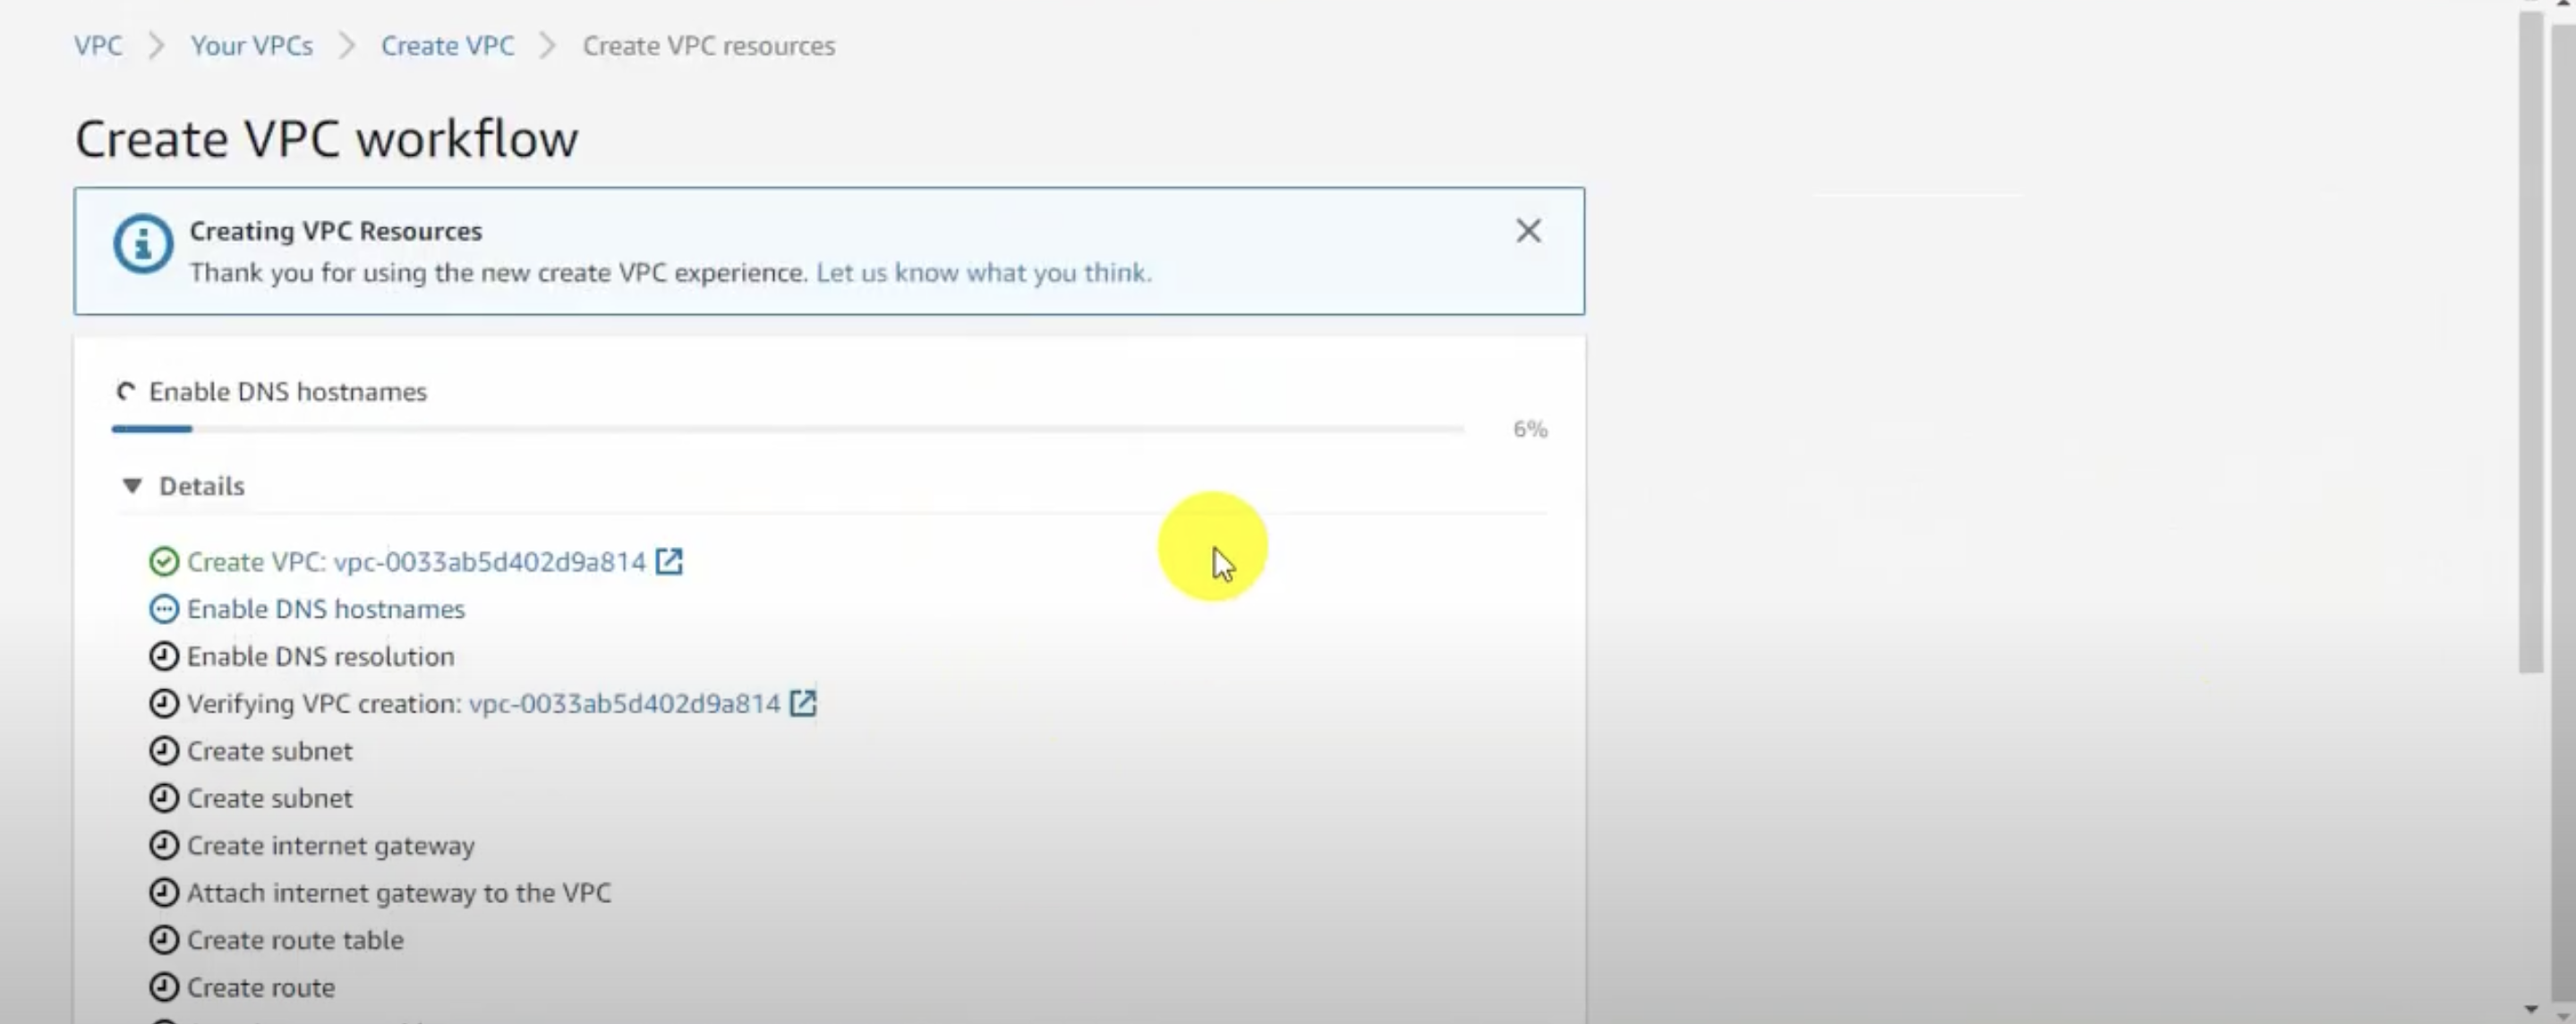 VPC > Your VPCs > Create VPC > Create VPC resources
Create VPC workflow
Creating VPC Resources
Thank you for using the new create VPC experience. Let us know what you think.
Enable DNS hostnames
6%
Details
Create VPC: vpc-0033ab5d402d9a814
Enable DNS hostnames
Enable DNS resolution
Verifying VPC creation: vpc-0033ab5d402d9a814
Create subnet
Create subnet
Create internet gateway
Attach internet gateway to the VPC
Create route table
Create route